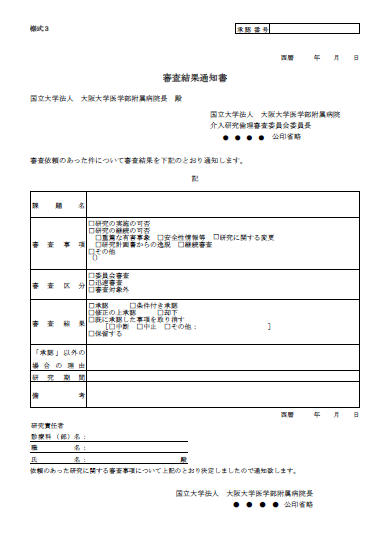 様式3
承認番号
西暦　　年　月　日
審査結果通知書
国立大学法人　大阪大学医学部附属病院長　殿
国立大学法人　大阪大学医学部附属病院
介入研究倫理審査委員会委員長
●　●　●　●　公印省略
審査依頼のあった件について審査結果を下記のとおり通知します。
記
課題名
審査事項
□研究の実施の可否
□研究の継続の可否
□重篤な有害事象　□安全性情報等　□研究に関する変更
□研究計画書からの逸脱　□継続審査
□その他
（）
審査区分
□委員会審査
□迅速審査
□審査対象外
審査結果
□承認　　□条件付き承認
□修正の上承認　　□却下
□既に承認した事項を取り消す
[□中断　□中止　□その他：　　　　]
□保留する
「承認」以外の
場合の理由
研究期間
備考
西暦　　年　月　日
研究責任者
診療科（部）名：
職　　　名：
氏　　　名：　　　　殿
依頼のあった研究に関する審査事項について上記のとおり決定しましたので通知致します。
国立大学法人　大阪大学医学部附属病院長
●　●　●　●　公印省略